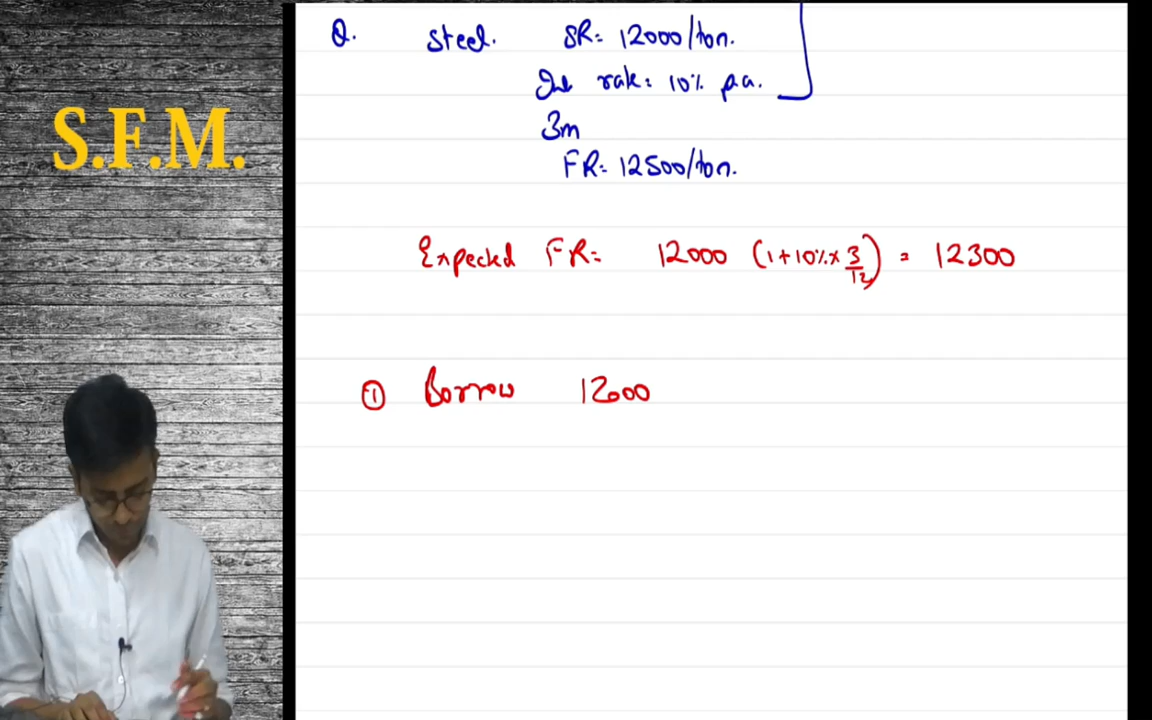 S.F.M.
Q. Steel. SR= 12000/ton.
Int rate= 10% p.a.
3m
FR= 12500/ton.
Expected FR= 12000 (1+10%×3/12) = 12300
① Borrow 12000